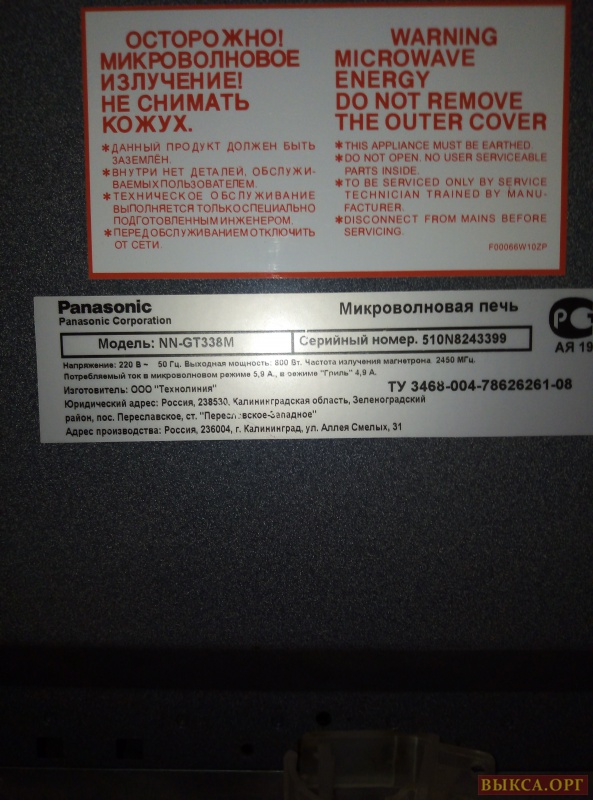 ОСТОРОЖНО!
МИКРОВОЛНОВОЕ
ИЗЛУЧЕНИЕ!
НЕ СНИМАТЬ
КОЖУХ.
*ДАННЫЙ ПРОДУКТ ДОЛЖЕН БЫТЬ
ЗАЗЕМЛЁН.
*ВНУТРИ НЕТ ДЕТАЛЕЙ, ОБСЛУЖИ-
ВАЕМЫХ ПОЛЬЗОВАТЕЛЕМ.
*ТЕХНИЧЕСКОЕ ОБСЛУЖИВАНИЕ
ВЫПОЛНЯЕТСЯ ТОЛЬКО СПЕЦИАЛЬНО
ПОДГОТОВЛЕННЫМ ИНЖЕНЕРОМ.
*ПЕРЕД ОБСЛУЖИВАНИЕМ ОТКЛЮЧИТЬ
ОТ СЕТИ.
WARNING
MICROWAVE
ENERGY
DO NOT REMOVE
THE OUTER COVER
*THIS APPLIANCE MUST BE EARTHED.
*DO NOT OPEN. NO USER SERVICEABLE
PARTS INSIDE.
*TO BE SERVICED ONLY BY SERVICE
TECHNICIAN TRAINED BY MANU-
FACTURER.
*DISCONNECT FROM MAINS BEFORE
SERVICING.
F00066W10ZP
Panasonic
Panasonic Corporation
Микроволновая печь
Модель: NN-GT338M
Серийный номер. 510N8243399
АЯ 19
Напряжение: 220 В ~ 50 Гц. Выходная мощность: 800 Вт. Частота излучения магнетрона: 2450 МГц.
Потребляемый ток в микроволновом режиме 5,9 А., в режиме "Гриль" 4,9 А.
ТУ 3468-004-78626261-08
Изготовитель: ООО "Технолиния"
Юридический адрес: Россия, 238530, Калининградская область, Зеленоградский
район, пос. Переславское, ст. "Переславское-Западное"
Адрес производства: Россия, 236004, г. Калининград, ул. Аллея Смелых, 31
ВЫКСА.ОРГ